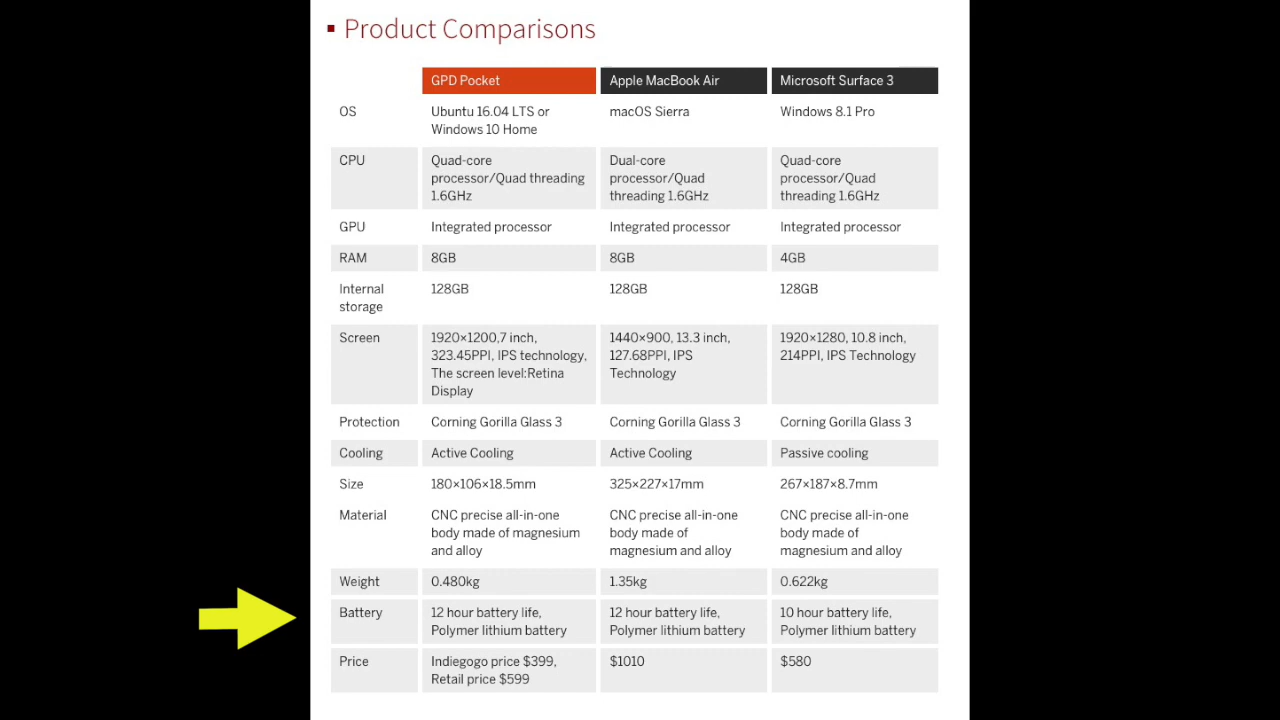 Product Comparisons
GPD Pocket Apple MacBook Air Microsoft Surface 3
OS Ubuntu 16.04 LTS or macOS Sierra Windows 8.1 Pro
Windows 10 Home
CPU Quad-core Dual-core Quad-core
processor/Quad threading processor/Quad processor/Quad
1.6GHz threading 1.6GHz threading 1.6GHz
GPU Integrated processor Integrated processor Integrated processor
RAM 8GB 8GB 4GB
Internal 128GB 128GB 128GB
storage
Screen 1920×1200,7 inch, 1440×900, 13.3 inch, 1920×1280, 10.8 inch,
323.45PPI, IPS technology, 127.68PPI, IPS 214PPI, IPS Technology
The screen level:Retina Technology
Display
Protection Corning Gorilla Glass 3 Corning Gorilla Glass 3 Corning Gorilla Glass 3
Cooling Active Cooling Active Cooling Passive cooling
Size 180×106×18.5mm 325×227×17mm 267×187×8.7mm
Material CNC precise all-in-one CNC precise all-in-one CNC precise all-in-one
body made of magnesium body made of body made of
and alloy magnesium and alloy magnesium and alloy
Weight 0.480kg 1.35kg 0.622kg
Battery 12 hour battery life, 12 hour battery life, 10 hour battery life,
Polymer lithium battery Polymer lithium battery Polymer lithium battery
Price Indiegogo price $399, $1010 $580
Retail price $599